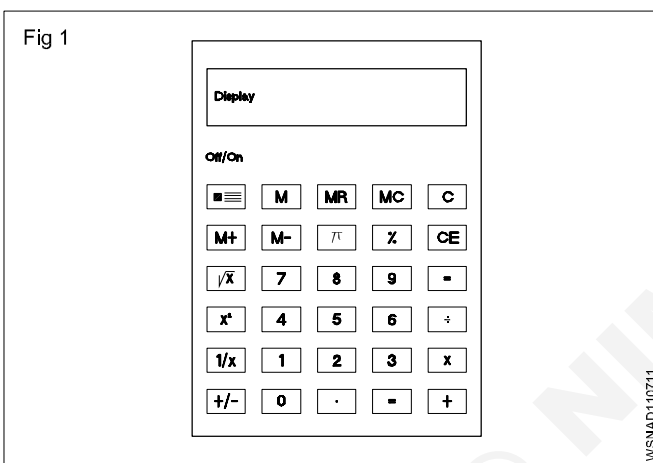 Fig 1
Display
Off/On
M MR MC C
M+ M- π % CE
√x 7 8 9 -
x² 4 5 6 ÷
1/x 1 2 3 x
+/- 0 . = +
WSNAD110711
© NI